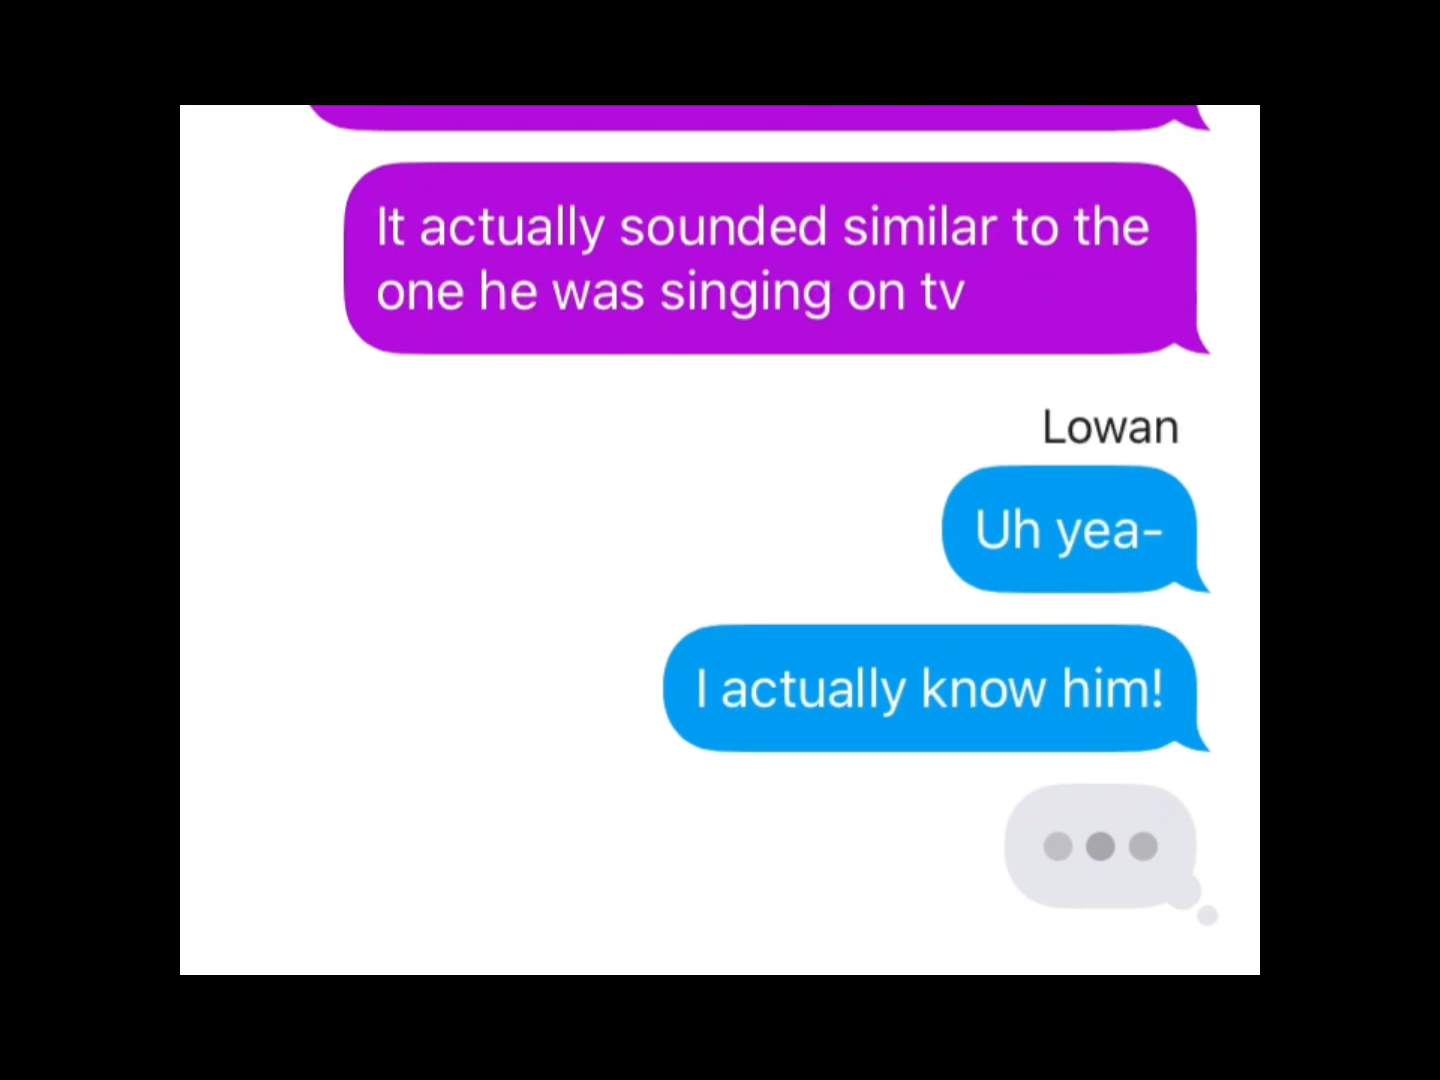 It actually sounded similar to the
one he was singing on tv
Lowan
Uh yea-
I actually know him!